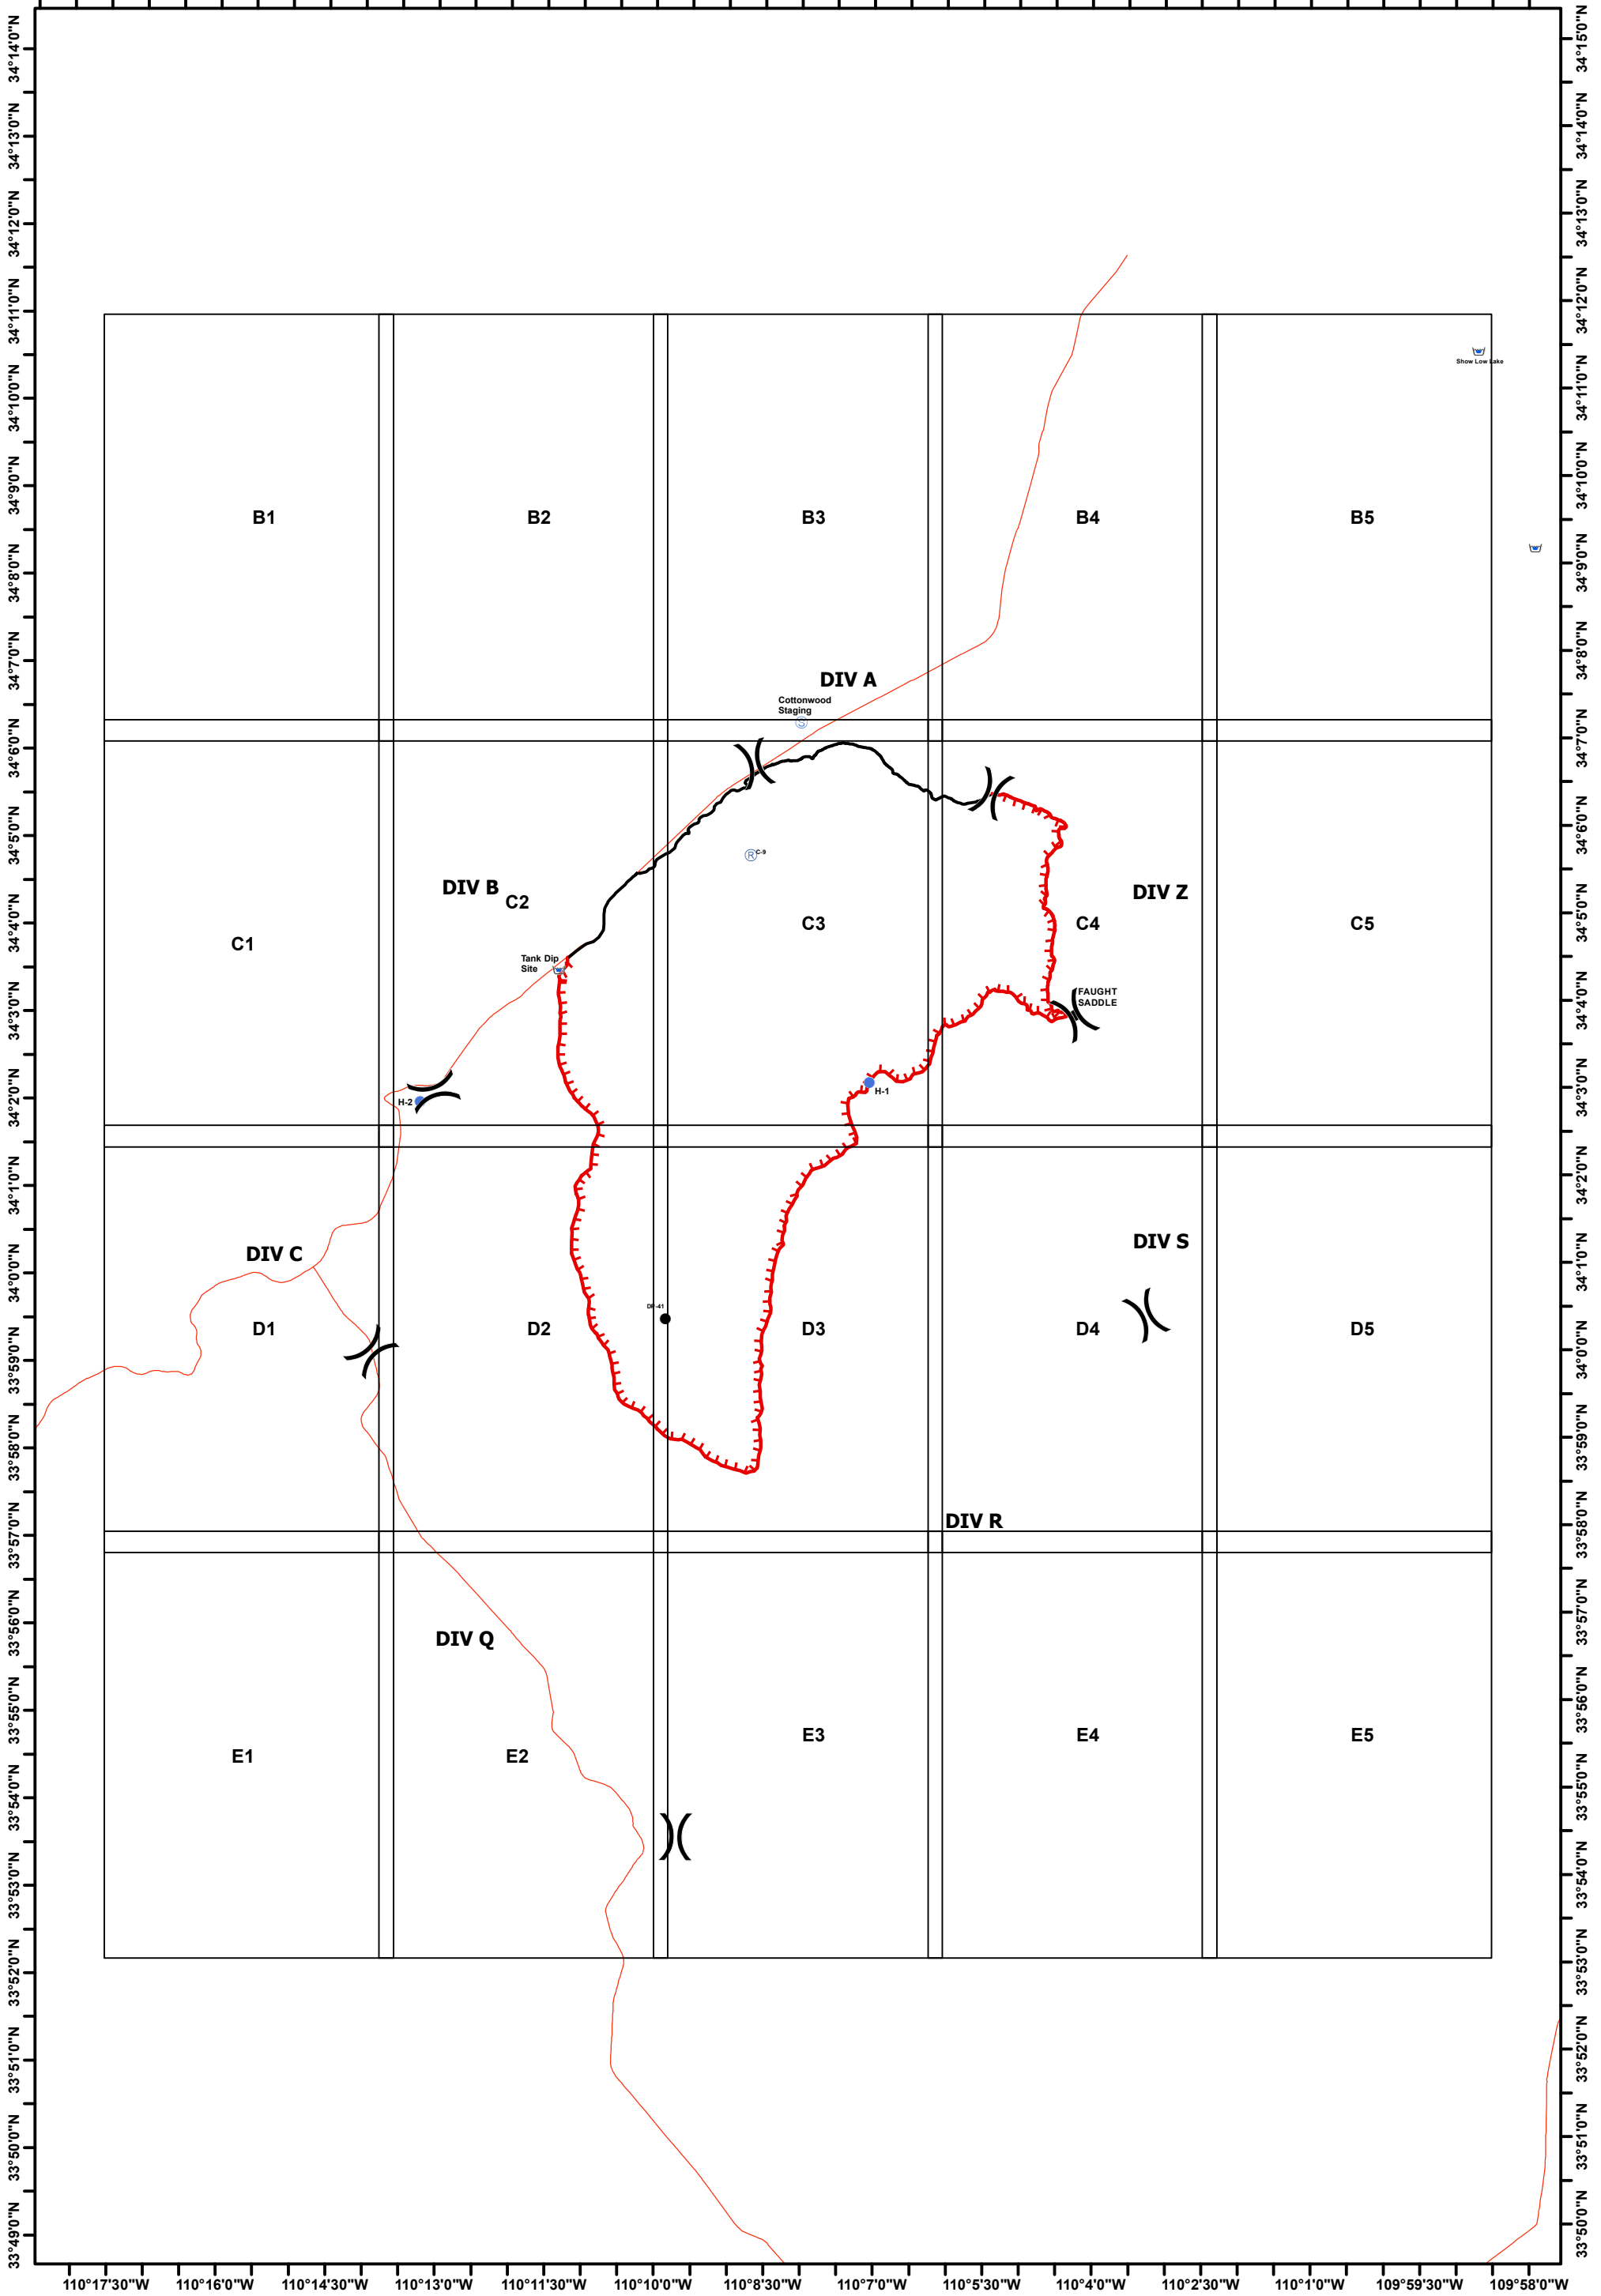 34°14'0"N
34°13'0"N
34°12'0"N
34°11'0"N
34°10'0"N
34°9'0"N
34°8'0"N
34°7'0"N
34°6'0"N
34°5'0"N
34°4'0"N
34°3'0"N
34°2'0"N
34°1'0"N
34°0'0"N
33°59'0"N
33°58'0"N
33°57'0"N
33°56'0"N
33°55'0"N
33°54'0"N
33°53'0"N
33°52'0"N
33°51'0"N
33°50'0"N
33°49'0"N
Show Low Lake
B1
B2
B3
B4
B5
DIV A
Cottonwood
Staging
S
R
C-9
DIV B
C2
DIV Z
C1
C3
C4
C5
Tank Dip
Site
FAUGHT
SADDLE
H-1
H-2
DIV C
DIV S
DP-41
D1
D2
D3
D4
D5
DIV R
DIV Q
E1
E2
E3
E4
E5
34°15'0"N
34°14'0"N
34°13'0"N
34°12'0"N
34°11'0"N
34°10'0"N
34°9'0"N
34°8'0"N
34°7'0"N
34°6'0"N
34°5'0"N
34°4'0"N
34°3'0"N
34°2'0"N
34°1'0"N
34°0'0"N
33°59'0"N
33°58'0"N
33°57'0"N
33°56'0"N
33°55'0"N
33°54'0"N
33°53'0"N
33°52'0"N
33°51'0"N
33°50'0"N
110°17'30"W
110°16'0"W
110°14'30"W
110°13'0"W
110°11'30"W
110°10'0"W
110°8'30"W
110°7'0"W
110°5'30"W
110°4'0"W
110°2'30"W
110°1'0"W
109°59'30"W
109°58'0"W